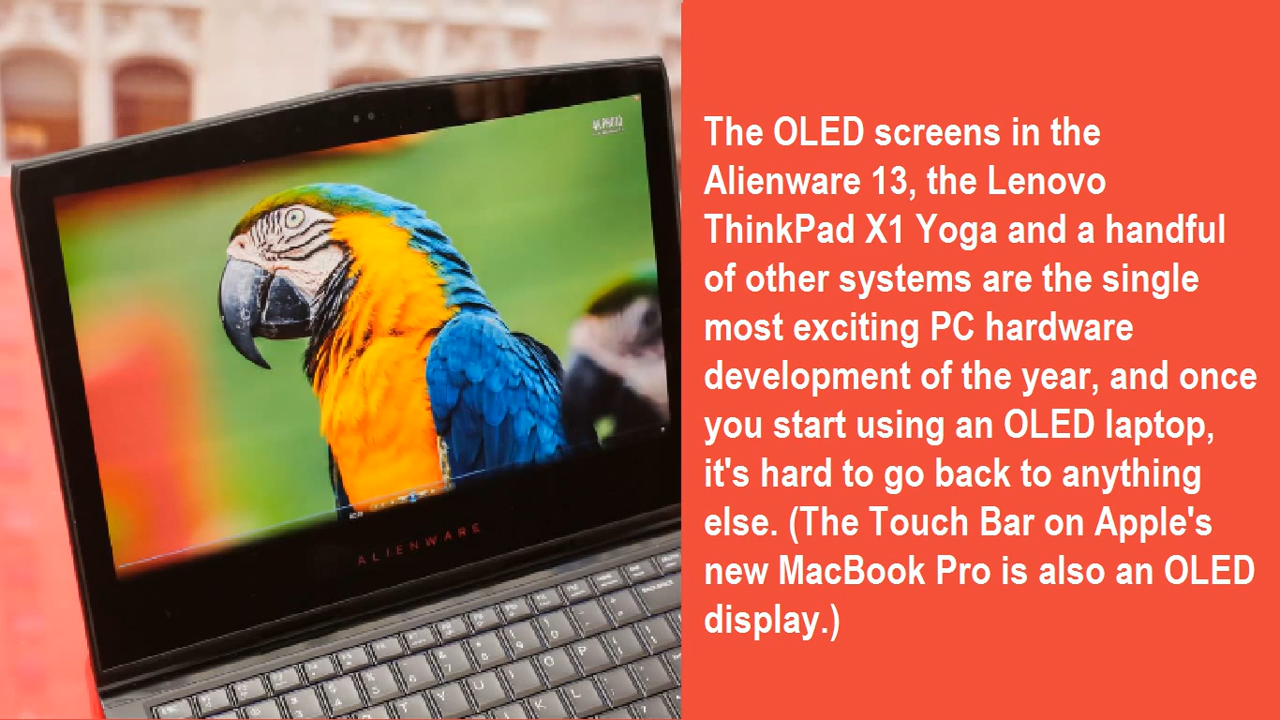 The OLED screens in the
Alienware 13, the Lenovo
ThinkPad X1 Yoga and a handful
of other systems are the single
most exciting PC hardware
development of the year, and once
you start using an OLED laptop,
it's hard to go back to anything
else. (The Touch Bar on Apple's
new MacBook Pro is also an OLED
display.)
ALIENWARE